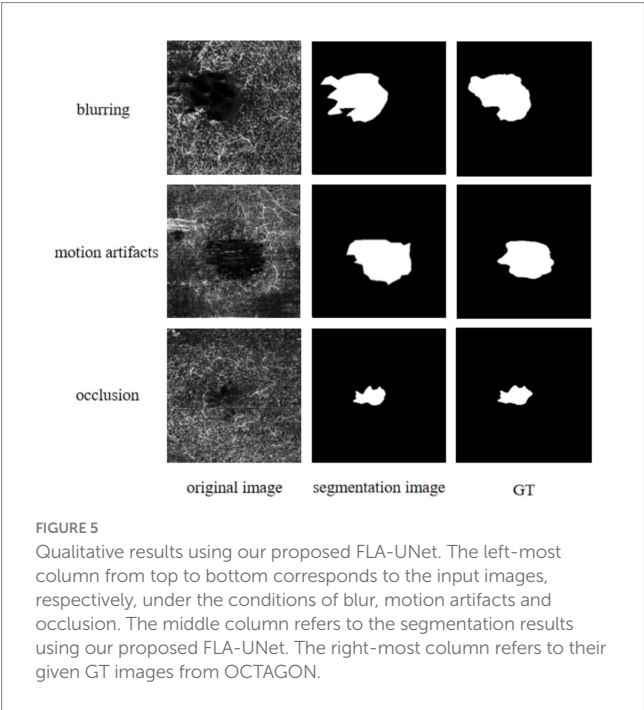 blurring
motion artifacts
occlusion
original image segmentation image GT
FIGURE 5
Qualitative results using our proposed FLA-UNet. The left-most
column from top to bottom corresponds to the input images,
respectively, under the conditions of blur, motion artifacts and
occlusion. The middle column refers to the segmentation results
using our proposed FLA-UNet. The right-most column refers to their
given GT images from OCTAGON.